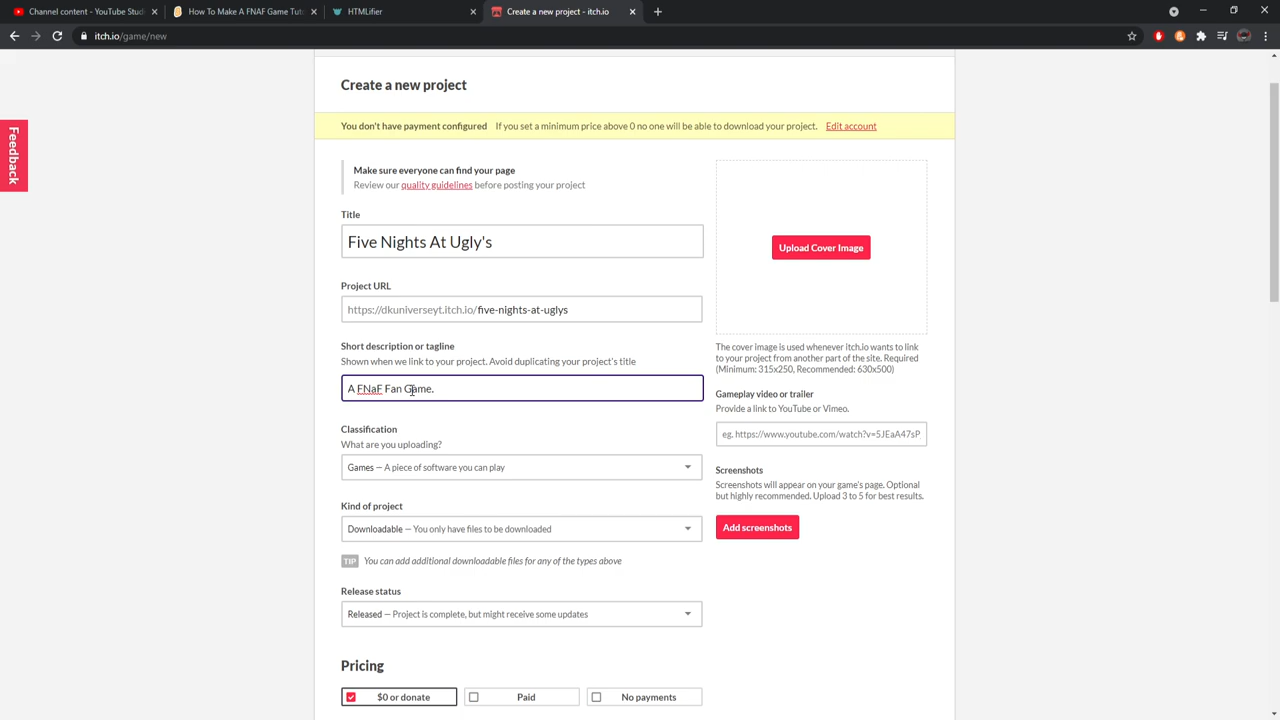 Channel content - YouTube Stud
How To Make A FNAF Game Tuto
HTMLifier
Create a new project - itch.io
itch.io/game/new
Feedback
Create a new project
You don't have payment configured If you set a minimum price above 0 no one will be able to download your project. Edit account
Make sure everyone can find your page
Review our quality guidelines before posting your project
Title
Five Nights At Ugly's
Project URL
https://dkuniverseyt.itch.io/five-nights-at-uglys
Short description or tagline
Shown when we link to your project. Avoid duplicating your project's title
A FNaF Fan Game.
Classification
What are you uploading?
Games — A piece of software you can play
Kind of project
Downloadable — You only have files to be downloaded
TIP You can add additional downloadable files for any of the types above
Release status
Released — Project is complete, but might receive some updates
Pricing
$0 or donate
Paid
No payments
Upload Cover Image
The cover image is used whenever itch.io wants to link
to your project from another part of the site. Required
(Minimum: 315x250, Recommended: 630x500)
Gameplay video or trailer
Provide a link to YouTube or Vimeo.
eg. https://www.youtube.com/watch?v=5JEaA47sP
Screenshots
Screenshots will appear on your game's page. Optional
but highly recommended. Upload 3 to 5 for best results.
Add screenshots